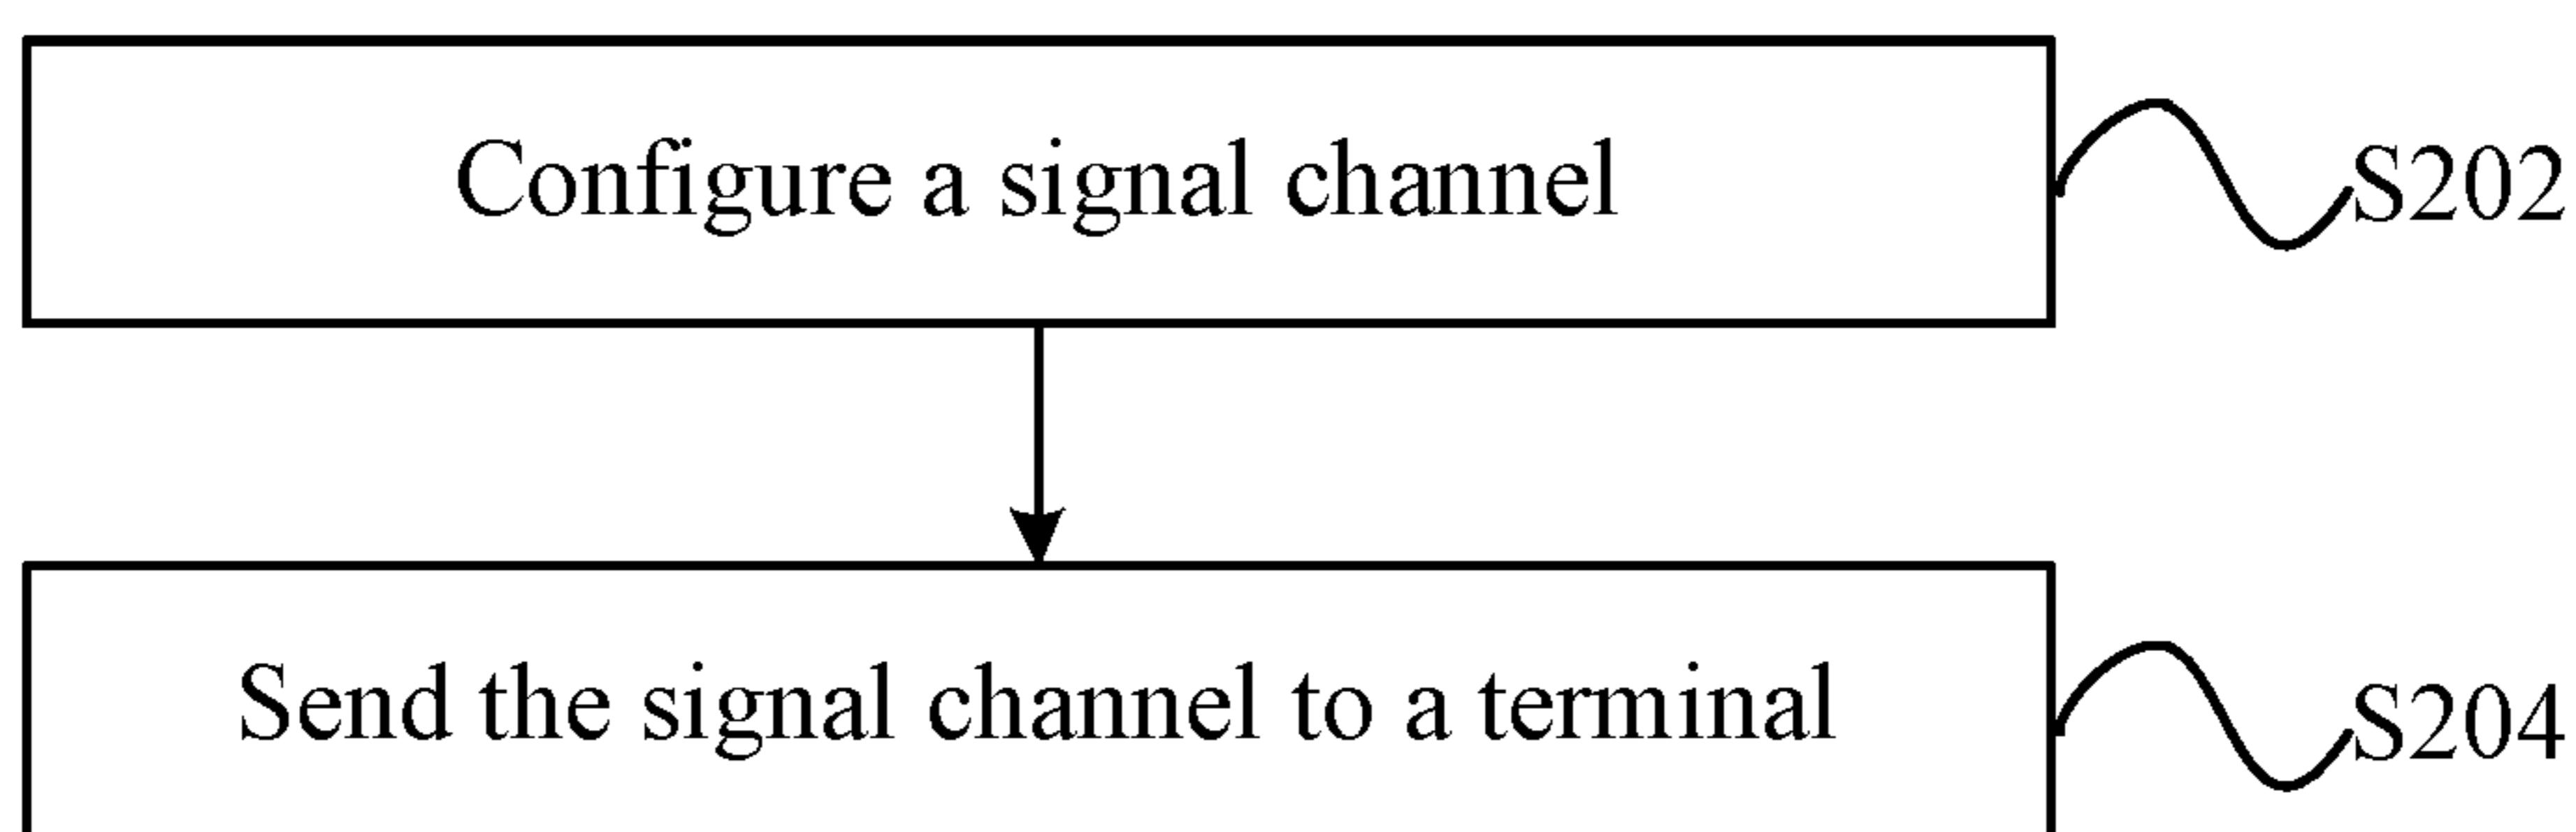 Configure a signal channel
S202
Send the signal channel to a terminal
S204